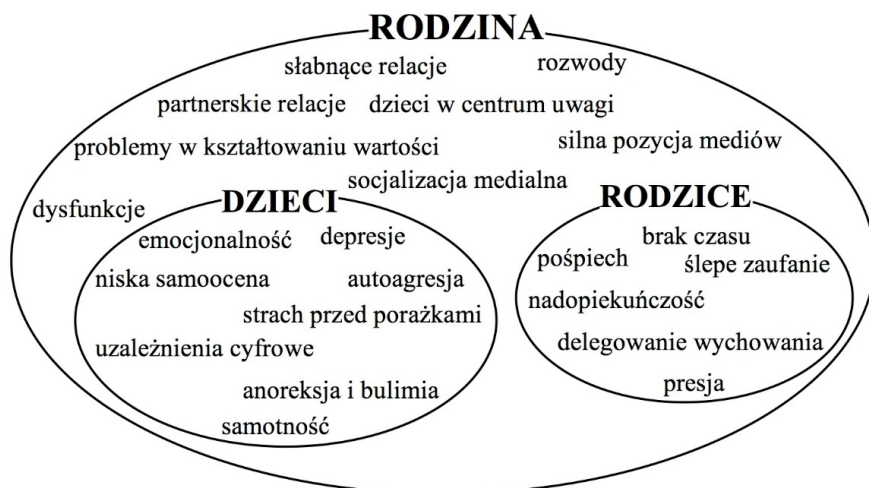 RODZINA
słabnące relacje
rozwody
partnerskie relacje
dzieci w centrum uwagi
problemy w kształtowaniu wartości
silna pozycja mediów
socjalizacja medialna
dysfunkcje
DZIECI
emocjonalność
depresje
niska samoocena
autoagresja
strach przed porażkami
uzależnienia cyfrowe
anoreksja i bulimia
samotność
RODZICE
brak czasu
pośpiech
ślepe zaufanie
nadopiekuńczość
delegowanie wychowania
presja